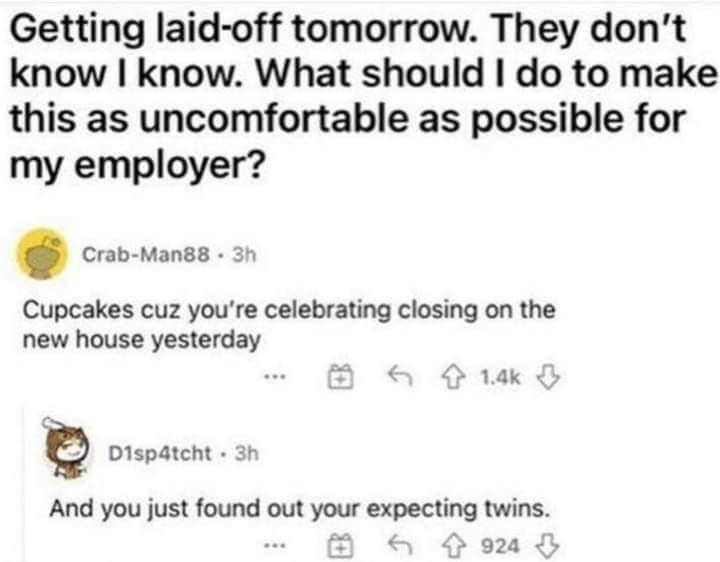 Getting laid-off tomorrow. They don't
know I know. What should I do to make
this as uncomfortable as possible for
my employer?
Crab-Man88 · 3h
Cupcakes cuz you're celebrating closing on the
new house yesterday
... 1.4k
D1sp4tcht · 3h
And you just found out your expecting twins.
... 924